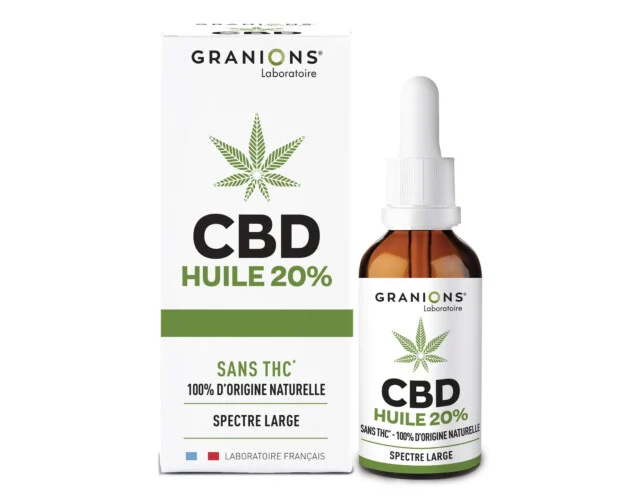 GRANIONS®
Laboratoire
CBD
HUILE 20%
SANS THC*
100% D'ORIGINE NATURELLE
SPECTRE LARGE
LABORATOIRE FRANÇAIS
GRANIONS®
Laboratoire
CBD
HUILE 20%
SANS THC* - 100% D'ORIGINE NATURELLE
SPECTRE LARGE